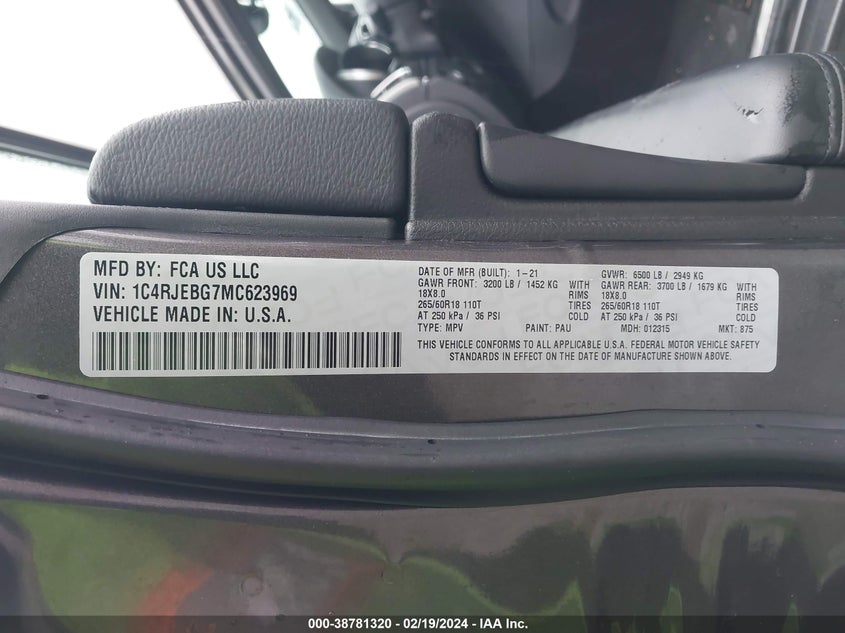 MFD BY: FCA US LLC
VIN: 1C4RJEBG7MC623969
VEHICLE MADE IN: U.S.A.
DATE OF MFR (BUILT): 1-21
GAWR FRONT: 3200 LB / 1452 KG WITH
18X8.0 RIMS
265/60R18 110T TIRES
AT 250 kPa / 36 PSI COLD
TYPE: MPV PAINT: PAU
GVWR: 6500 LB / 2949 KG
GAWR REAR: 3700 LB / 1679 KG WITH
18X8.0 RIMS
265/60R18 110T TIRES
AT 250 kPa / 36 PSI COLD
MDH: 012315 MKT: 875
THIS VEHICLE CONFORMS TO ALL APPLICABLE U.S.A. FEDERAL MOTOR VEHICLE SAFETY
STANDARDS IN EFFECT ON THE DATE OF MANUFACTURE SHOWN ABOVE.
000-38781320 - 02/19/2024 - IAA Inc.